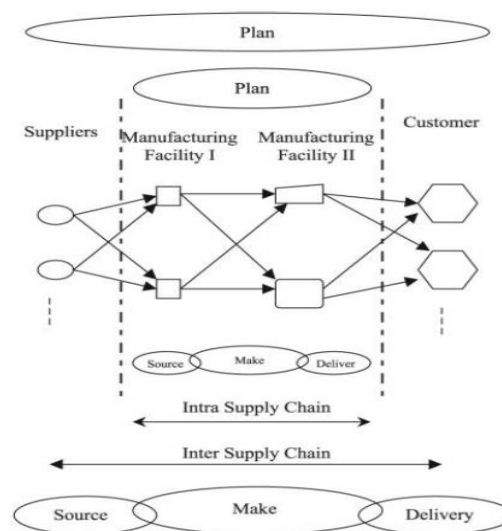 Plan
Plan
Suppliers
Manufacturing
Facility I
Manufacturing
Facility II
Customer
Source
Make
Deliver
Intra Supply Chain
Inter Supply Chain
Source
Make
Delivery